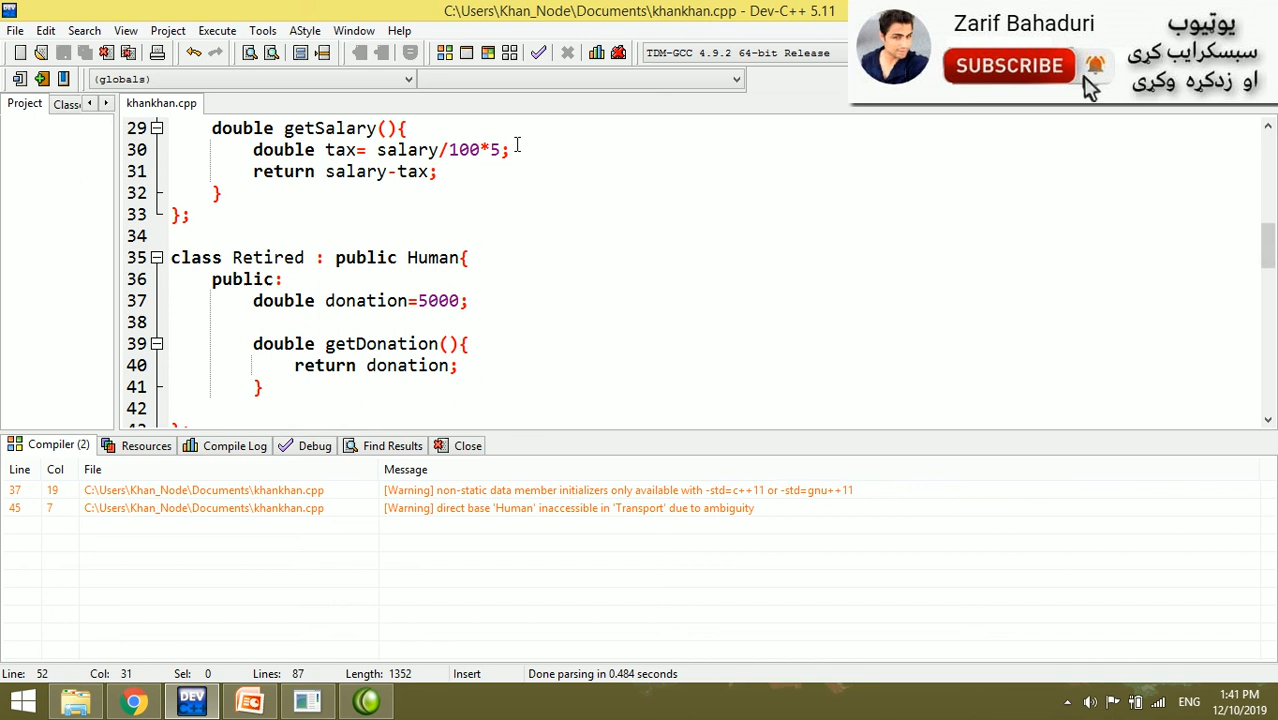 C:\Users\Khan_Node\Documents\khankhan.cpp - Dev-C++ 5.11
File Edit Search View Project Execute Tools AStyle Window Help
TDM-GCC 4.9.2 64-bit Release
(globals)
Zarif Bahaduri
SUBSCRIBE
یوټیوب
سبسکرایب کړی
او زدکړه وکړی
Project Classe khankhan.cpp
29 double getSalary(){
30 double tax= salary/100*5;
31 return salary-tax;
32 }
33 };
34
35 class Retired : public Human{
36 public:
37 double donation=5000;
38
39 double getDonation(){
40 return donation;
41 }
42
Compiler (2) Resources Compile Log Debug Find Results Close
Line Col File Message
37 19 C:\Users\Khan_Node\Documents\khankhan.cpp [Warning] non-static data member initializers only available with -std=c++11 or -std=gnu++11
45 7 C:\Users\Khan_Node\Documents\khankhan.cpp [Warning] direct base 'Human' inaccessible in 'Transport' due to ambiguity
Line: 52 Col: 31 Sel: 0 Lines: 87 Length: 1352 Insert Done parsing in 0.484 seconds
DEV C++
ENG
1:41 PM
12/10/2019